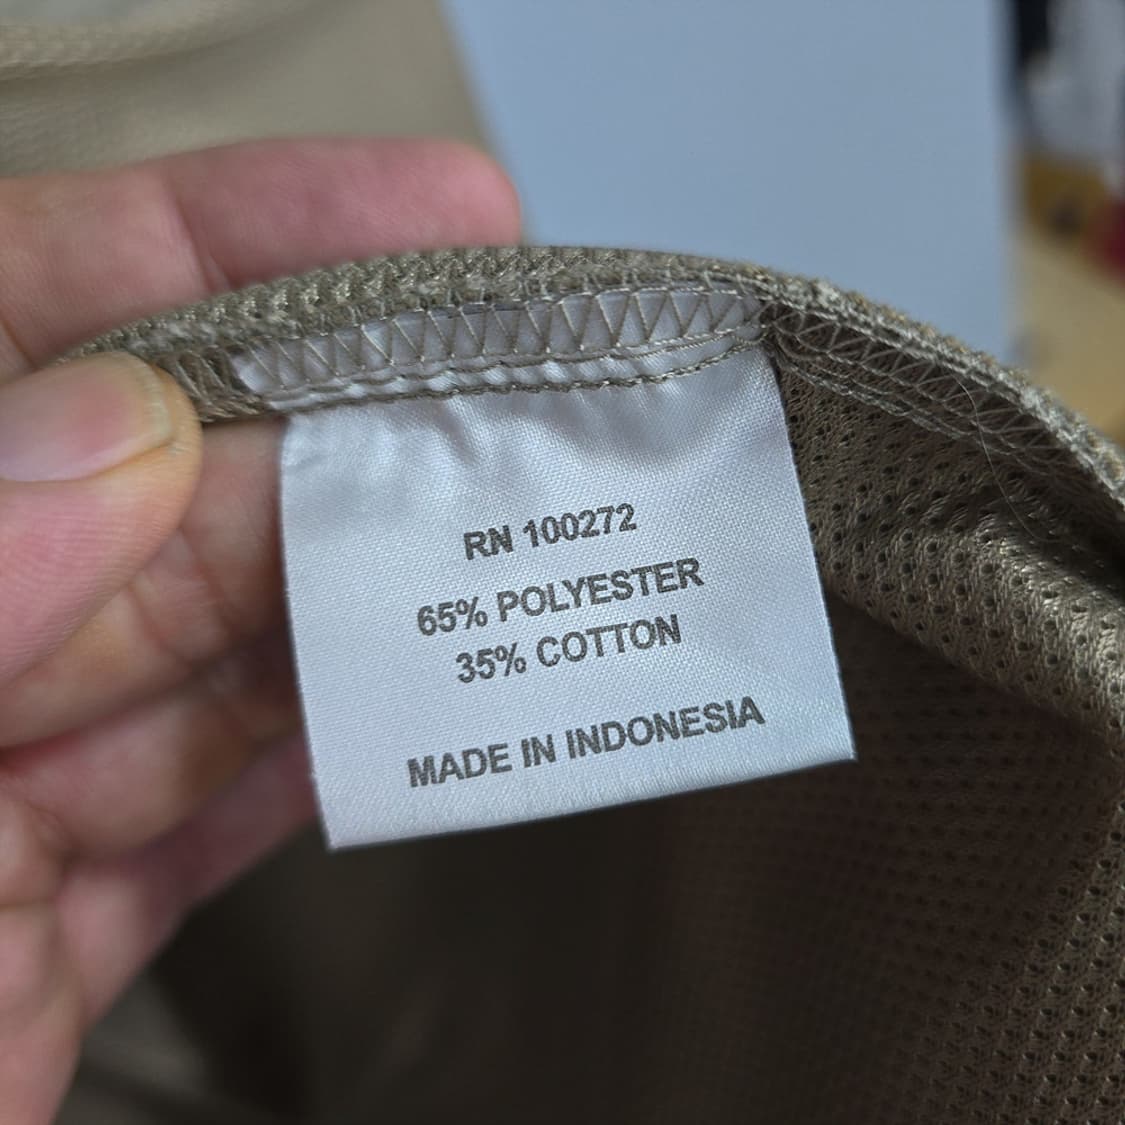 RN 100272
65% POLYESTER
35% COTTON
MADE IN INDONESIA